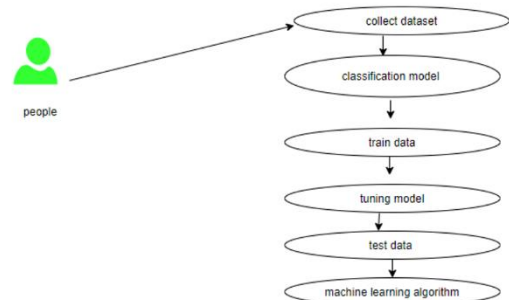 collect dataset
classification model
people
train data
tuning model
test data
machine learning algorithm